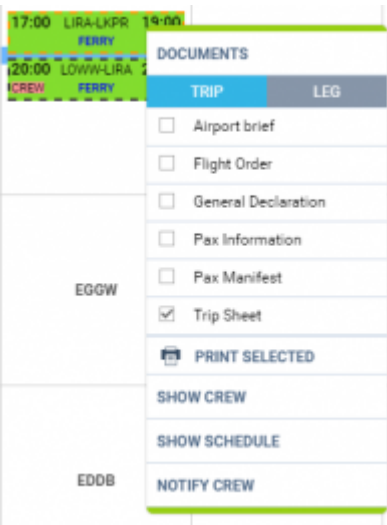 17:00 LIRA-LKPR 19:00
FERRY
20:00 LOWW-LIRA 2
CREW FERRY
DOCUMENTS
TRIP LEG
Airport brief
Flight Order
General Declaration
Pax Information
Pax Manifest
Trip Sheet
EGGW
PRINT SELECTED
SHOW CREW
SHOW SCHEDULE
EDDB
NOTIFY CREW